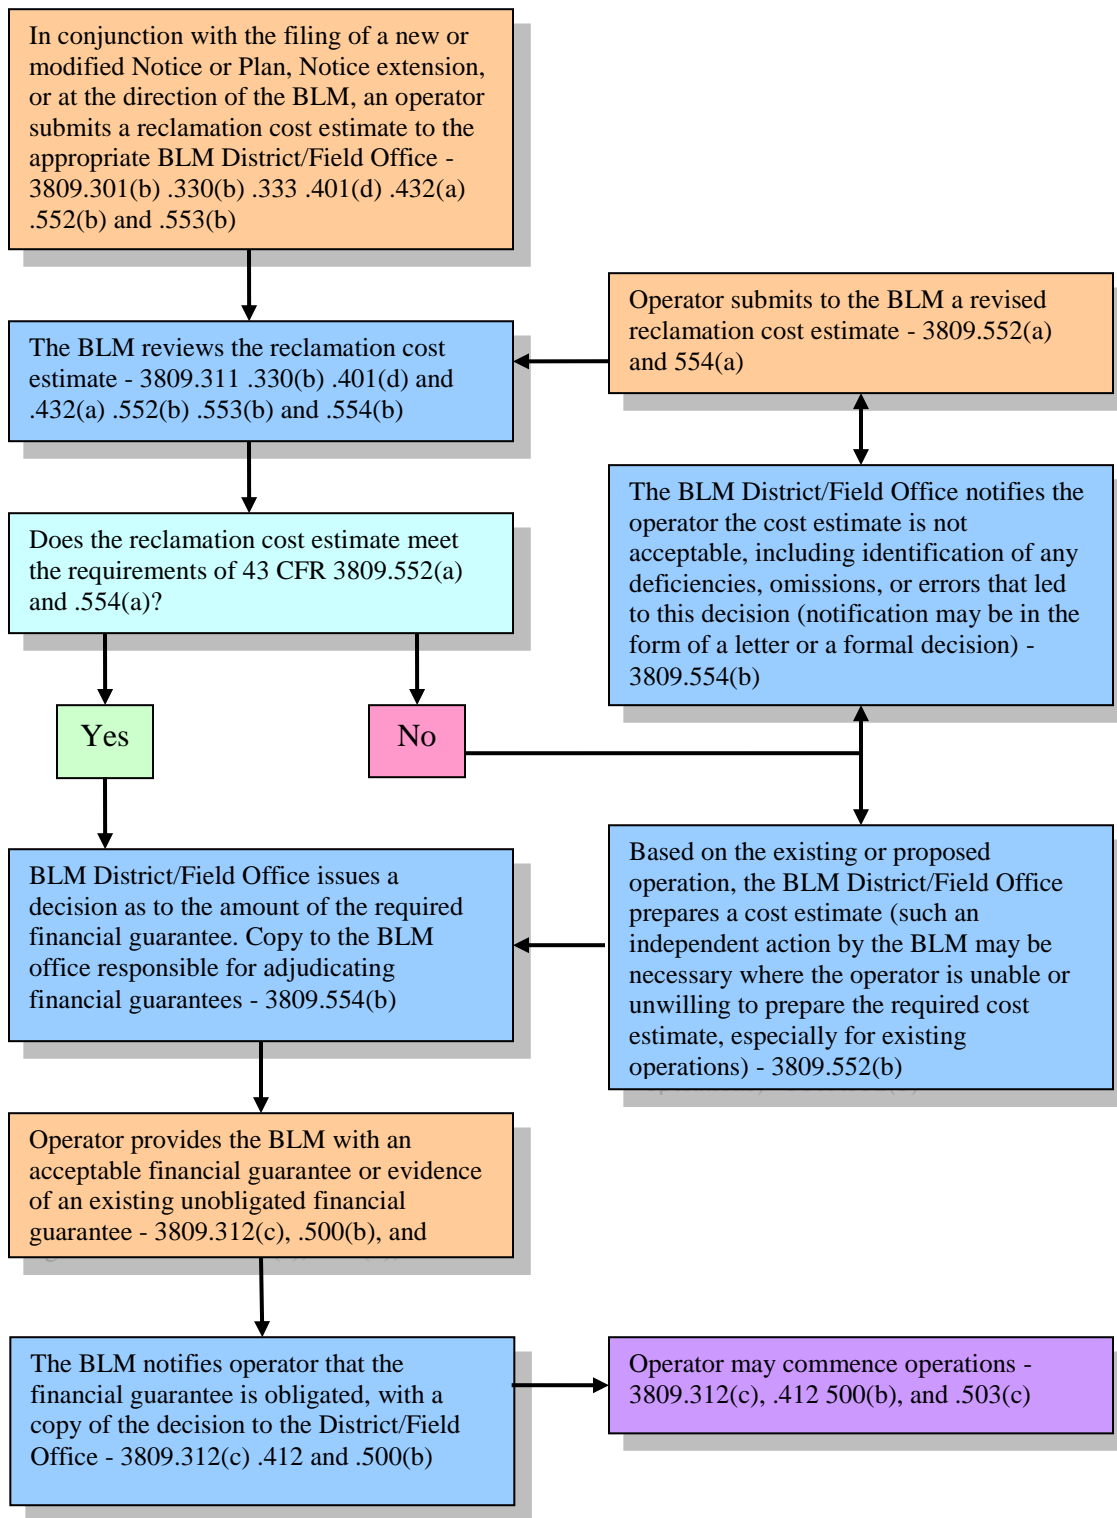 In conjunction with the filing of a new or
modified Notice or Plan, Notice extension,
or at the direction of the BLM, an operator
submits a reclamation cost estimate to the
appropriate BLM District/Field Office -
3809.301(b) .330(b) .333 .401(d) .432(a)
.552(b) and .553(b)
Operator submits to the BLM a revised
reclamation cost estimate - 3809.552(a)
and 554(a)
The BLM reviews the reclamation cost
estimate - 3809.311 .330(b) .401(d) and
.432(a) .552(b) .553(b) and .554(b)
The BLM District/Field Office notifies the
operator the cost estimate is not
acceptable, including identification of any
deficiencies, omissions, or errors that led
to this decision (notification may be in the
form of a letter or a formal decision) -
3809.554(b)
Does the reclamation cost estimate meet
the requirements of 43 CFR 3809.552(a)
and .554(a)?
Yes
No
Based on the existing or proposed
operation, the BLM District/Field Office
prepares a cost estimate (such an
independent action by the BLM may be
necessary where the operator is unable or
unwilling to prepare the required cost
estimate, especially for existing
operations) - 3809.552(b)
BLM District/Field Office issues a
decision as to the amount of the required
financial guarantee. Copy to the BLM
office responsible for adjudicating
financial guarantees - 3809.554(b)
Operator provides the BLM with an
acceptable financial guarantee or evidence
of an existing unobligated financial
guarantee - 3809.312(c), .500(b), and
The BLM notifies operator that the
financial guarantee is obligated, with a
copy of the decision to the District/Field
Office - 3809.312(c) .412 and .500(b)
Operator may commence operations -
3809.312(c), .412 500(b), and .503(c)